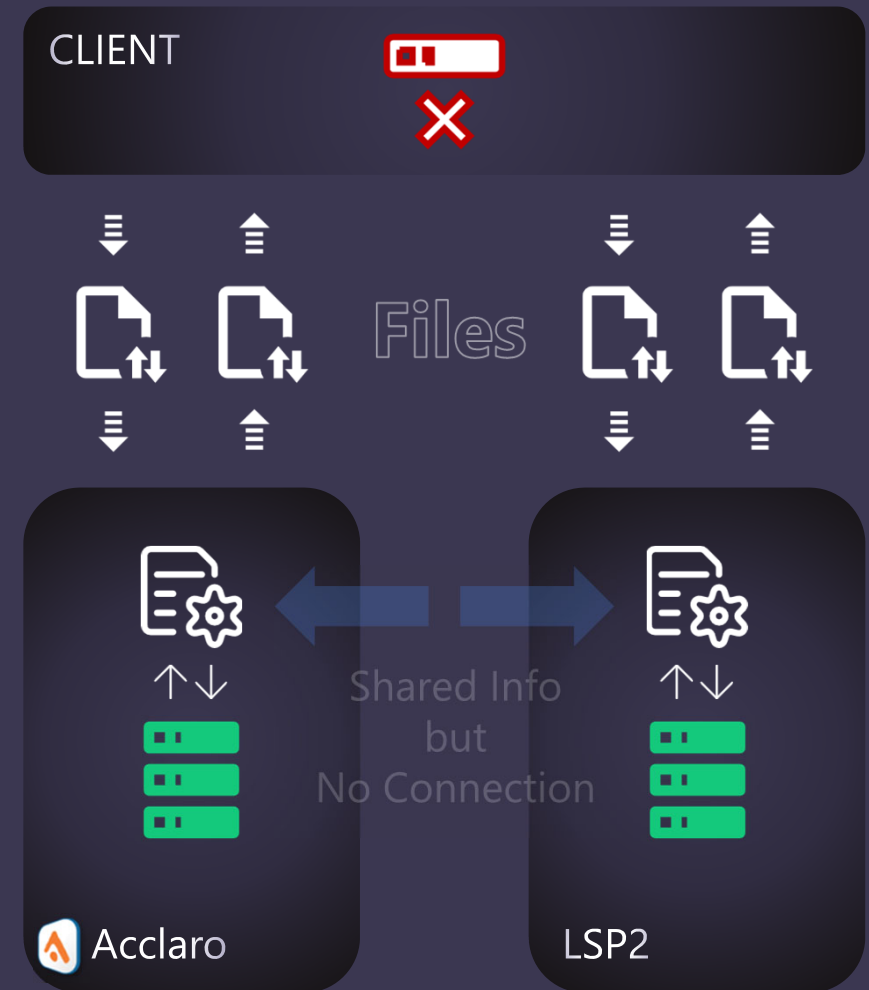 CLIENT
Files
Shared Info
but
No Connection
Acclaro
LSP2